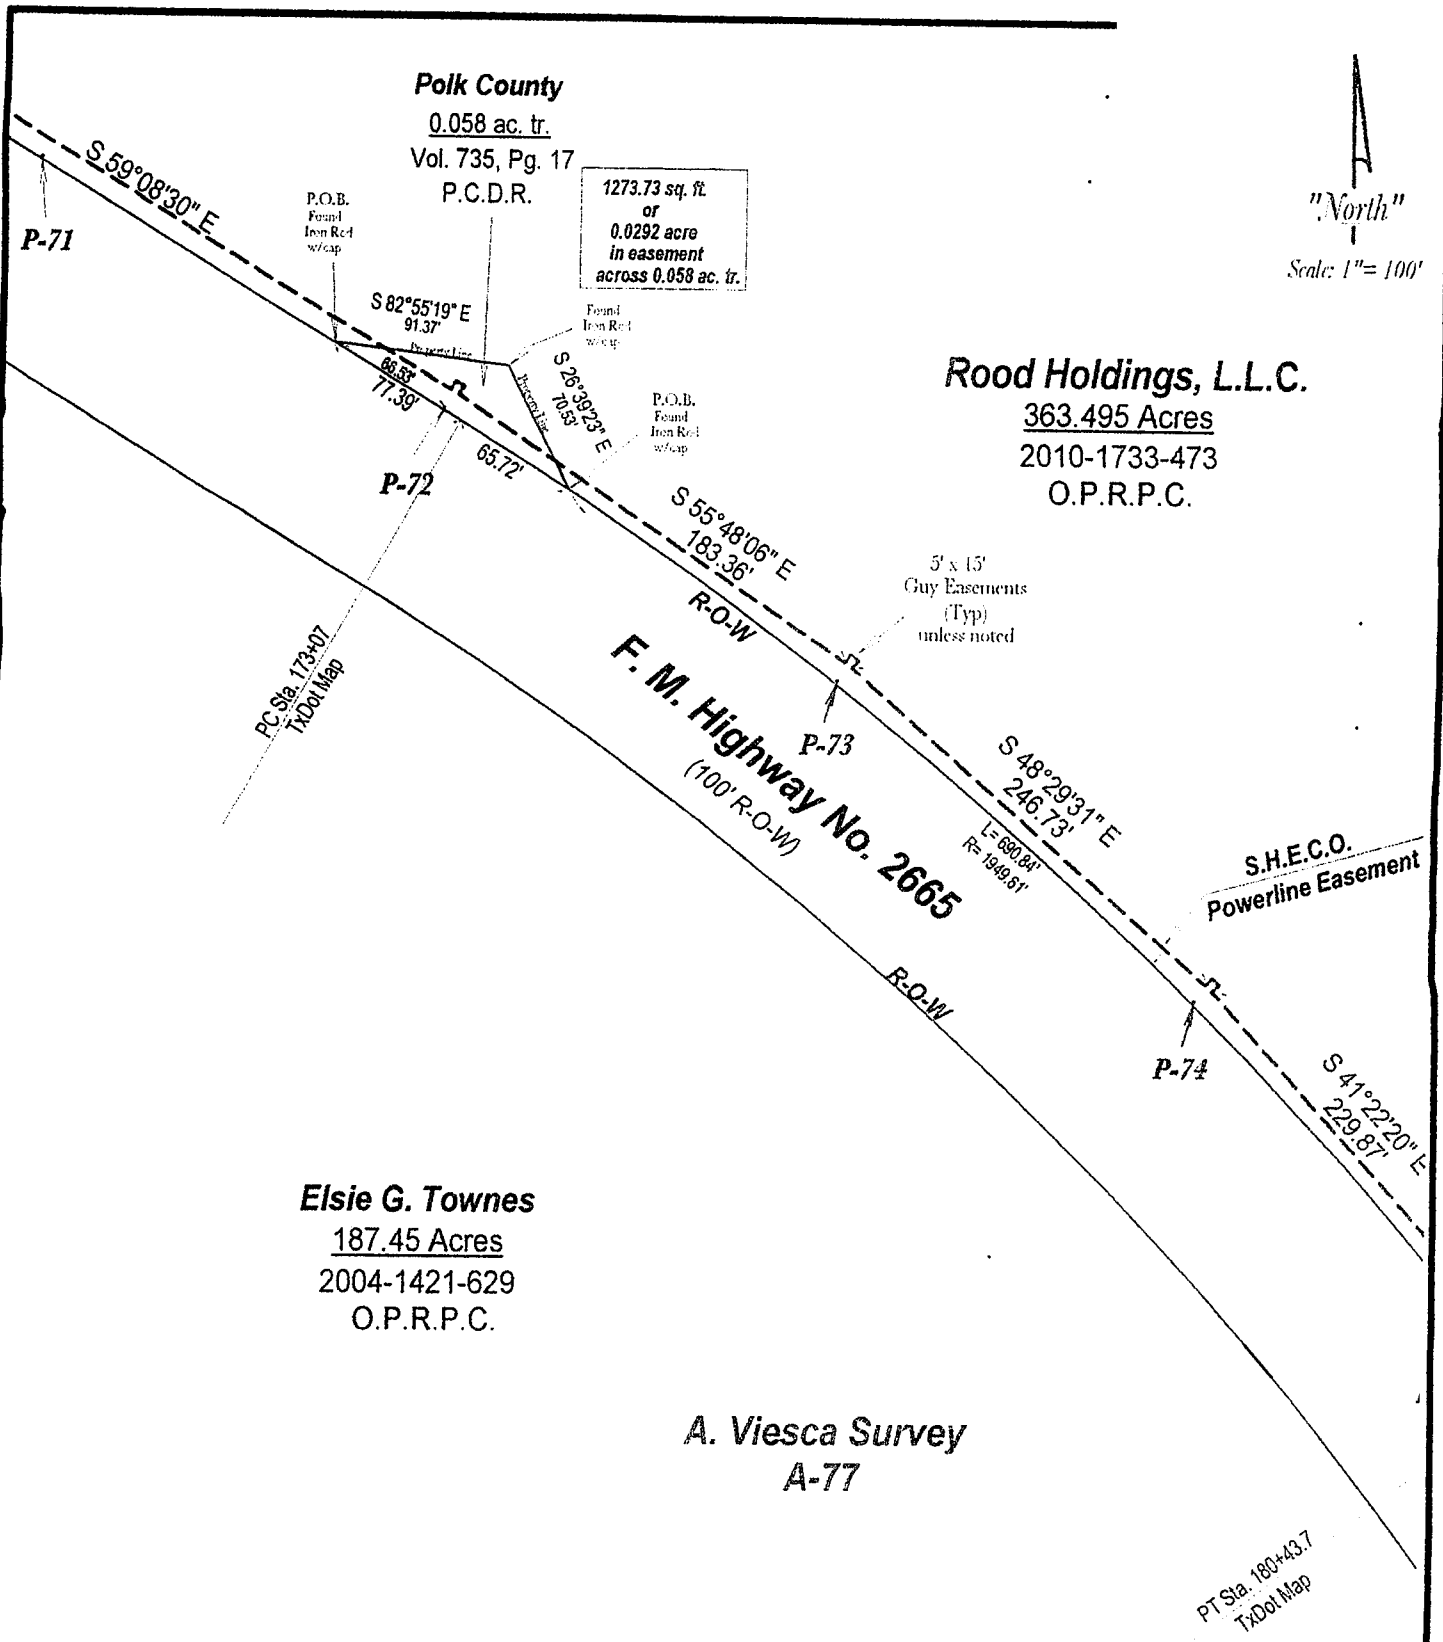 Polk County
0.058 ac. tr.
Vol. 735, Pg. 17
P.C.D.R.
1273.73 sq. ft.
or
0.0292 acre
in easement
across 0.058 ac. tr.
"North"
Scale: 1"= 100'
S 59°08'30" E
P-71
P.O.B.
Found
Iron Rod
w/cap
S 82°55'19" E
91.37'
Property Line
Found
Iron Rod
w/cap
S 26°39'23" E
70.53'
Property Line
66.53'
77.39'
P.O.B.
Found
Iron Rod
w/cap
65.72'
P-72
Rood Holdings, L.L.C.
363.495 Acres
2010-1733-473
O.P.R.P.C.
S 55°48'06" E
183.36'
5' x 15'
Guy Easements
(Typ)
unless noted
R-O-W
PC Sta. 173+07
TxDot Map
F. M. Highway No. 2665
(100' R-O-W)
P-73
S 48°29'31" E
246.73'
L= 690.84'
R= 1949.61'
S.H.E.C.O.
Powerline Easement
R-O-W
P-74
S 41°22'20" E
229.87'
Elsie G. Townes
187.45 Acres
2004-1421-629
O.P.R.P.C.
A. Viesca Survey
A-77
PT Sta. 180+43.7
TxDot Map